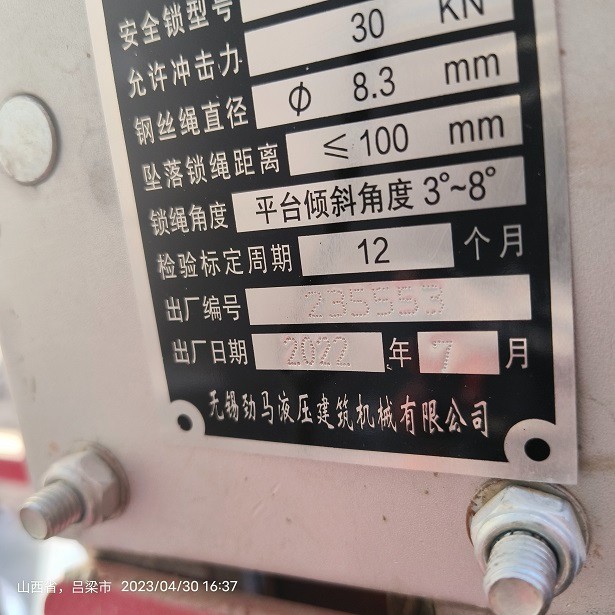 安全锁型号
允许冲击力 30 KN
钢丝绳直径 ϕ 8.3 mm
坠落锁绳距离 ≤100 mm
锁绳角度 平台倾斜角度 3°~8°
检验标定周期 12 个月
出厂编号 235553
出厂日期 2022 年 7 月
无锡劲马液压建筑机械有限公司
山西省，吕梁市 2023/04/30 16:37